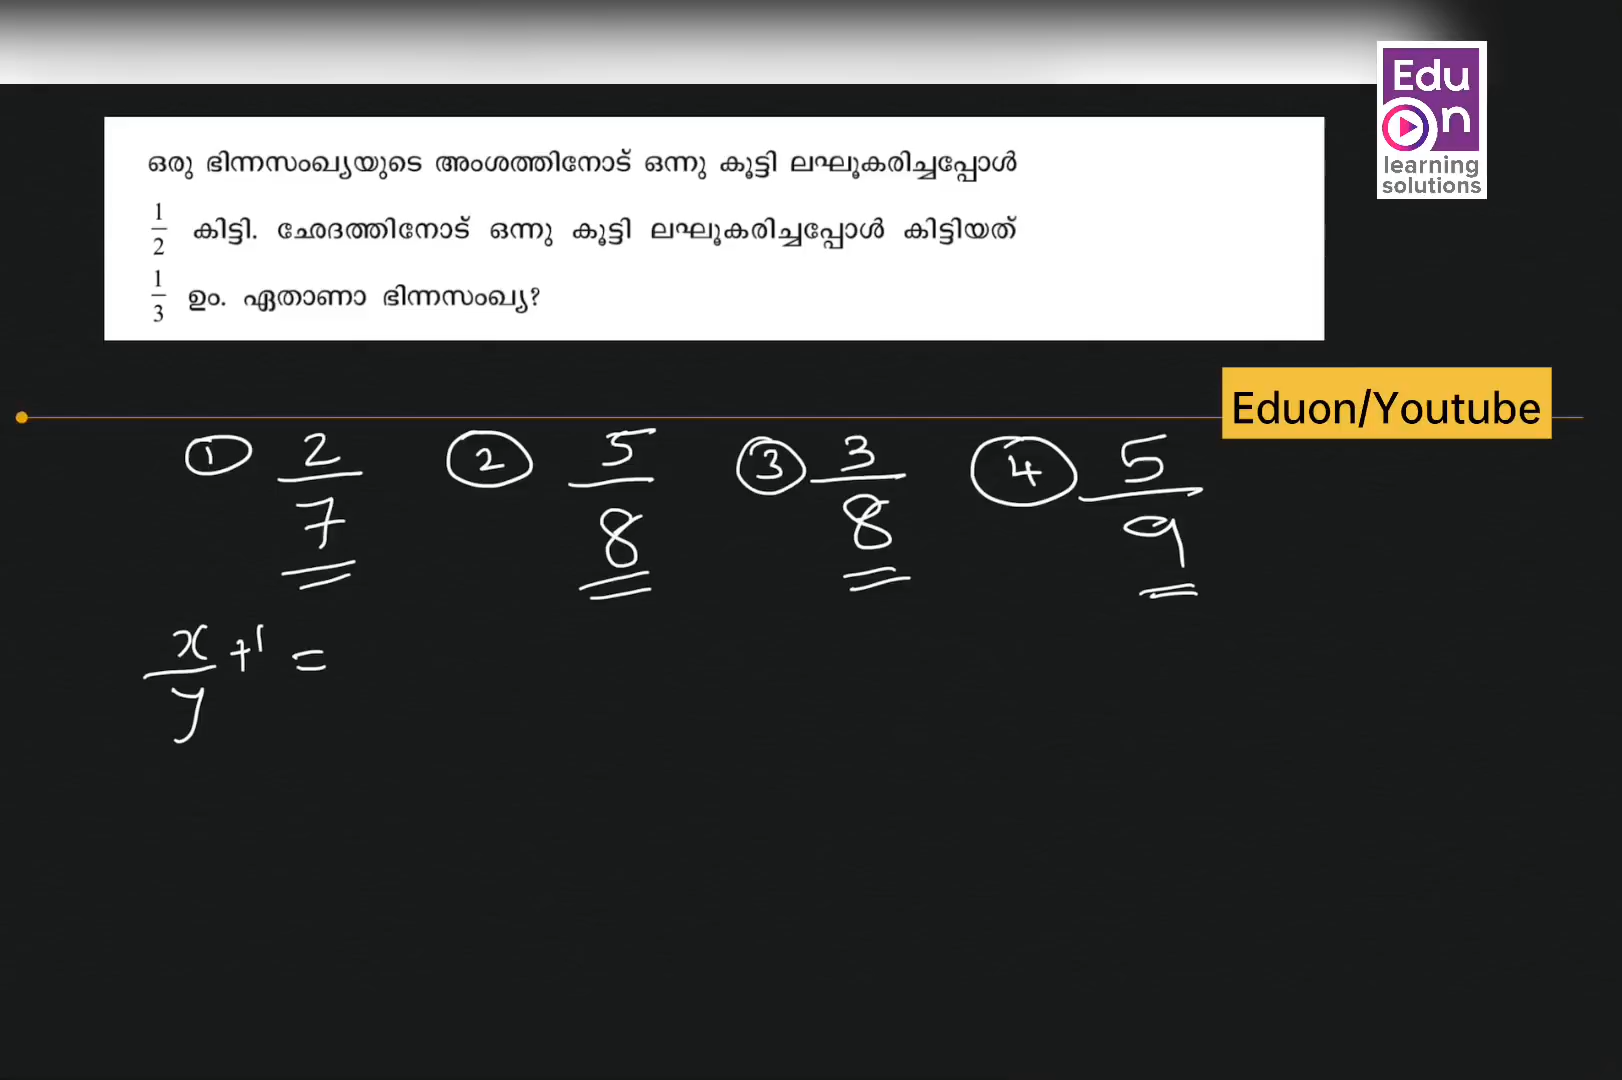 Edu
On
learning
solutions
ഒരു ഭിന്നസംഖ്യയുടെ അംശത്തിനോട് ഒന്നു കൂട്ടി ലഘൂകരിച്ചപ്പോൾ
1/2 കിട്ടി. ഛേദത്തിനോട് ഒന്നു കൂട്ടി ലഘൂകരിച്ചപ്പോൾ കിട്ടിയത്
1/3 ഉം. ഏതാണാ ഭിന്നസംഖ്യ?
Eduon/Youtube
① 2/7 ② 5/8 ③ 3/8 ④ 5/9
x/y +1 =